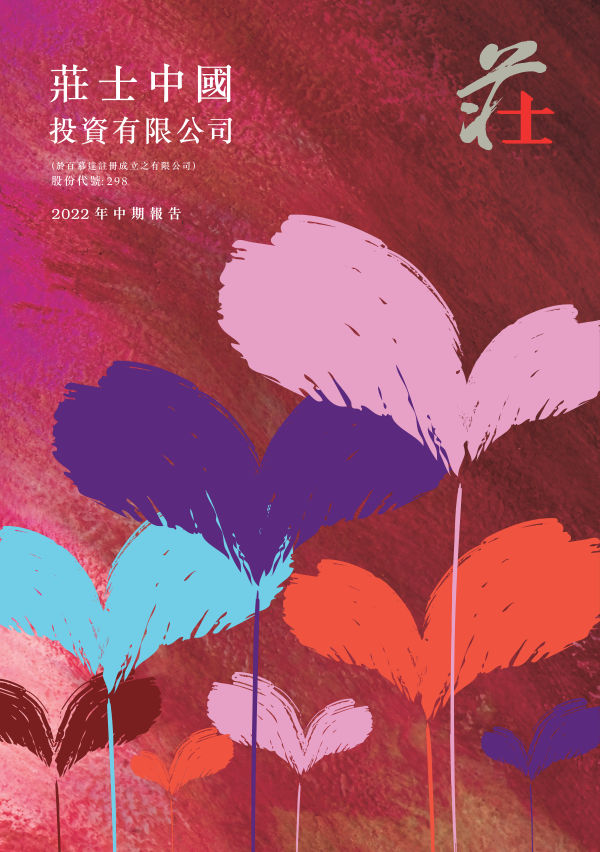 莊士中國
投資有限公司
(於百慕達註冊成立之有限公司)
股份代號:298
2022年中期報告
莊士